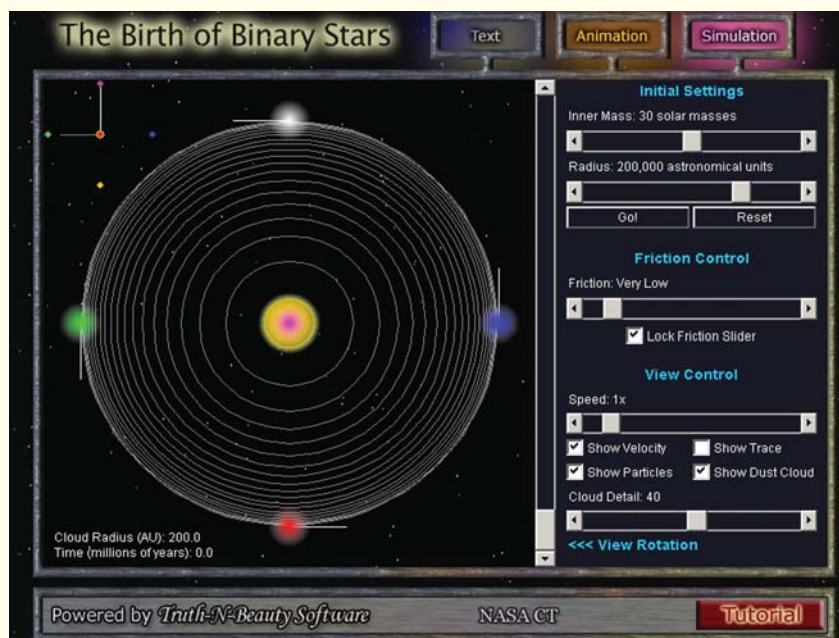 The Birth of Binary Stars
Text
Animation
Simulation
Initial Settings
Inner Mass: 30 solar masses
Radius: 200,000 astronomical units
Go!
Reset
Friction Control
Friction: Very Low
Lock Friction Slider
View Control
Speed: 1x
Show Velocity
Show Trace
Show Particles
Show Dust Cloud
Cloud Detail: 40
<<< View Rotation
Cloud Radius (AU): 200.0
Time (millions of years): 0.0
Powered by Truth-N-Beauty Software
NASA CT
Tutorial